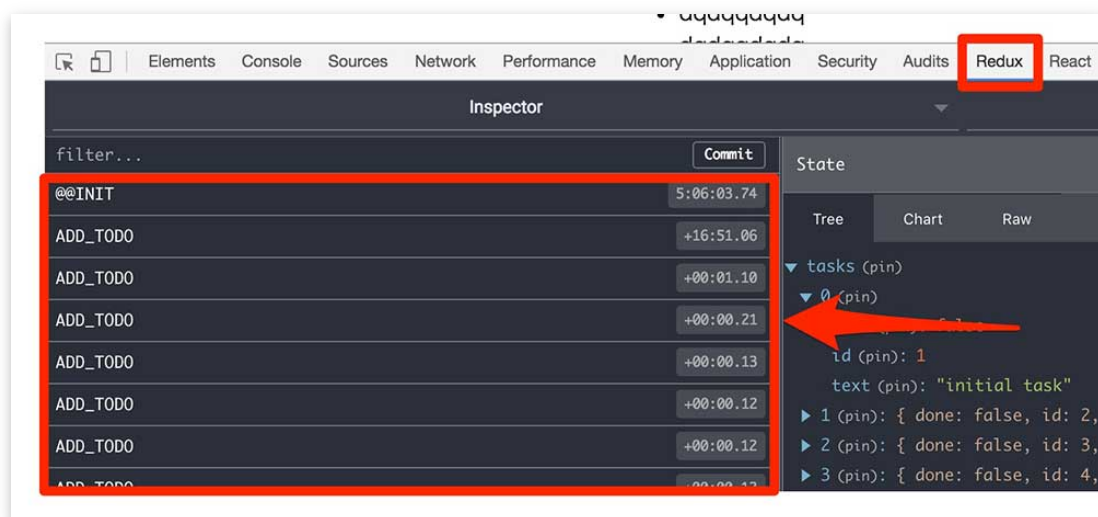 Elements Console Sources Network Performance Memory Application Security Audits Redux React
Inspector
filter... Commit
@@INIT 5:06:03.74
ADD_TODO +16:51.06
ADD_TODO +00:01.10
ADD_TODO +00:00.21
ADD_TODO +00:00.13
ADD_TODO +00:00.12
ADD_TODO +00:00.12
ADD_TODO
State
Tree Chart Raw
tasks (pin)
0 (pin)
false
id (pin): 1
text (pin): "initial task"
1 (pin): { done: false, id: 2,
2 (pin): { done: false, id: 3,
3 (pin): { done: false, id: 4,